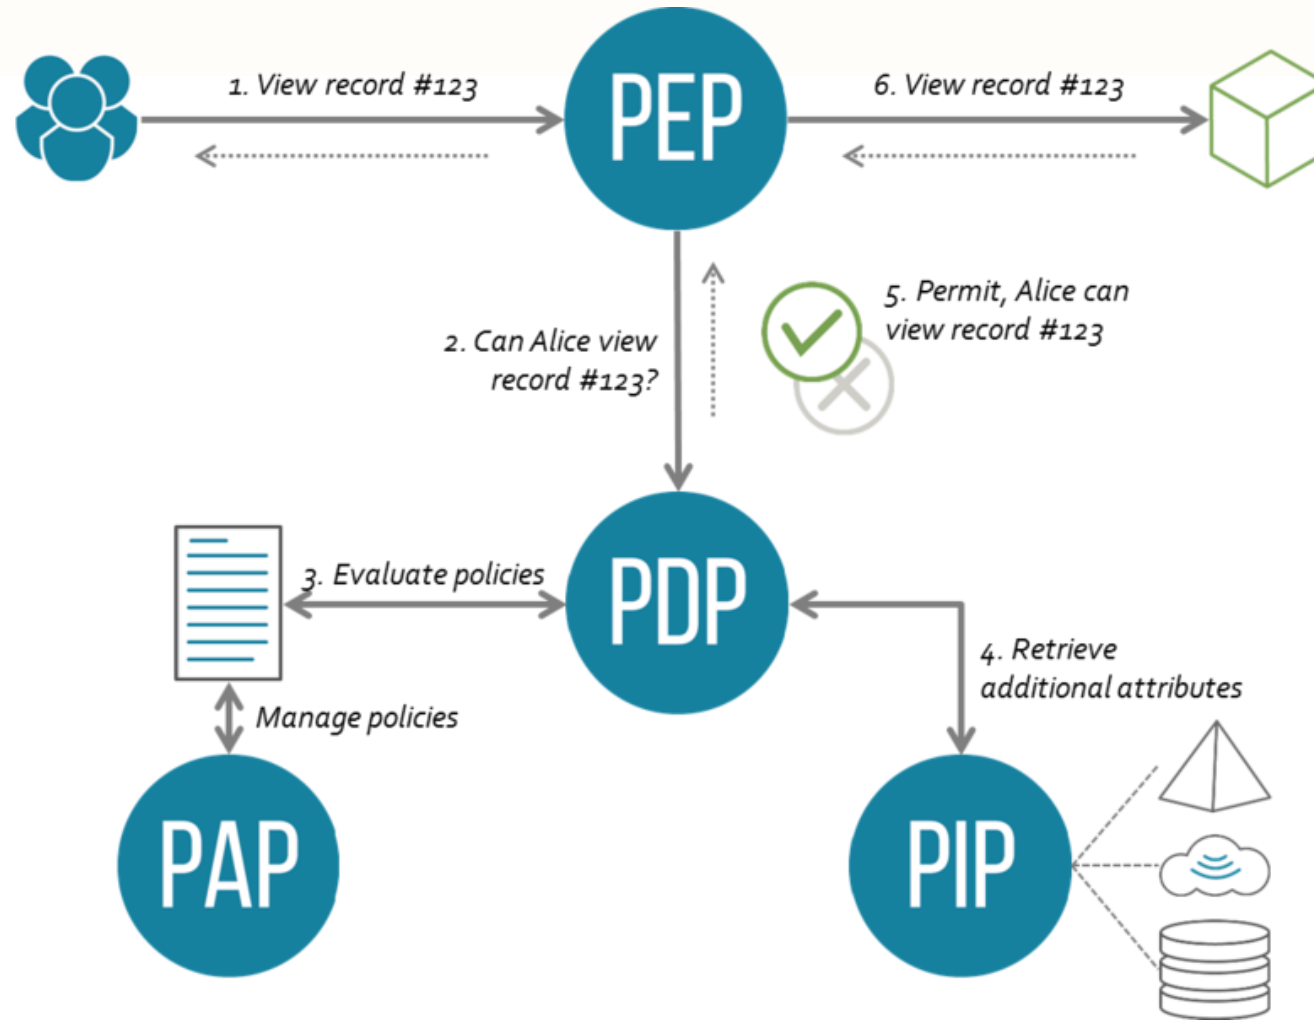 1. View record #123
PEP
6. View record #123
2. Can Alice view
record #123?
5. Permit, Alice can
view record #123
3. Evaluate policies
PDP
4. Retrieve
additional attributes
Manage policies
PAP
PIP